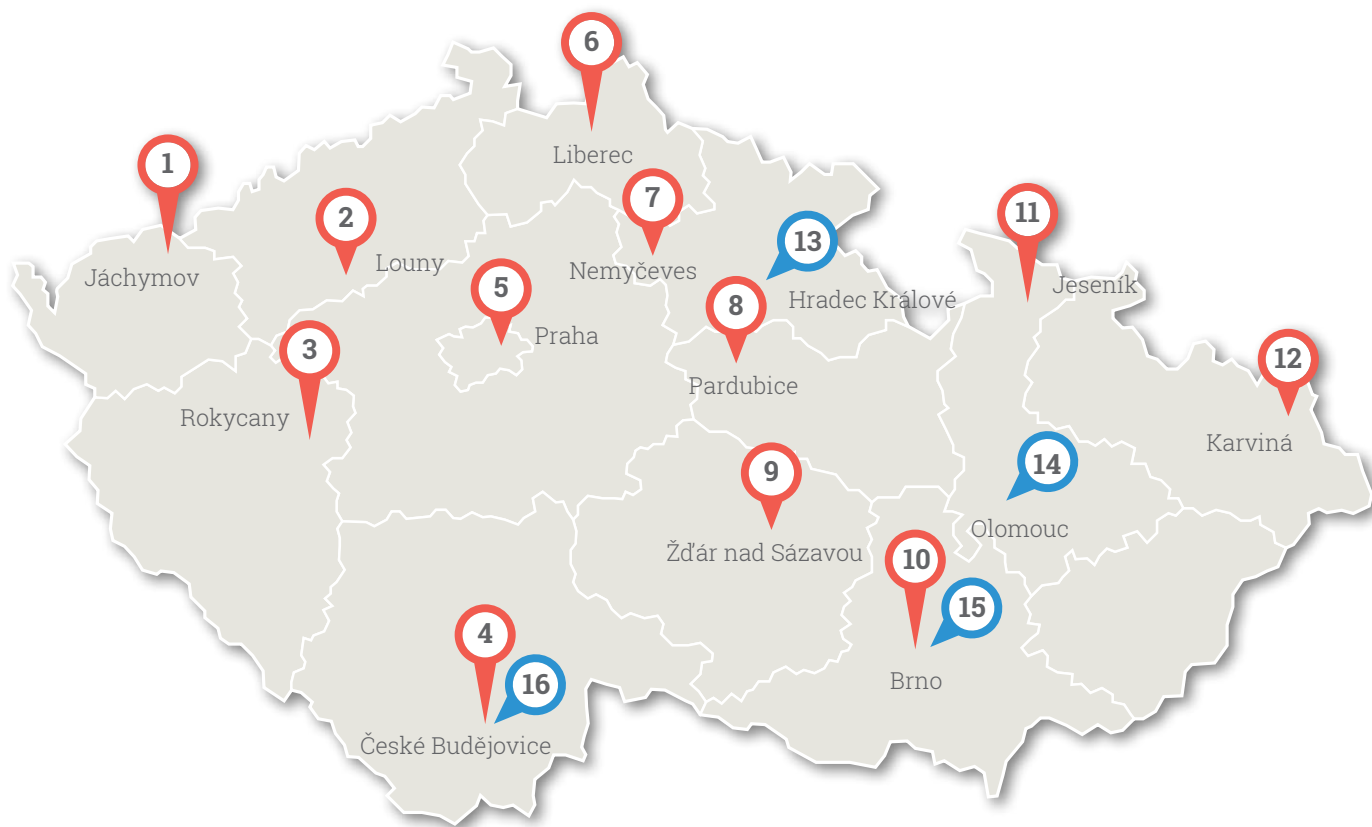 6
Liberec
1
Jáchymov
2
Louny
7
Nemyčeves
13
Hradec Králové
11
Jeseník
5
Praha
8
Pardubice
3
Rokycany
12
Karviná
14
Olomouc
9
Žďár nad Sázavou
10
15
Brno
4
16
České Budějovice